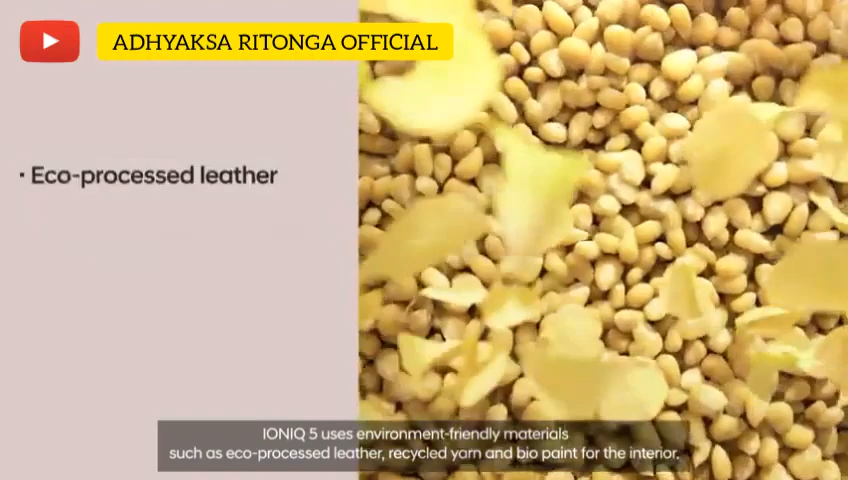 ADHYAKSA RITONGA OFFICIAL
· Eco-processed leather
IONIQ 5 uses environment-friendly materials
such as eco-processed leather, recycled yarn and bio paint for the interior.